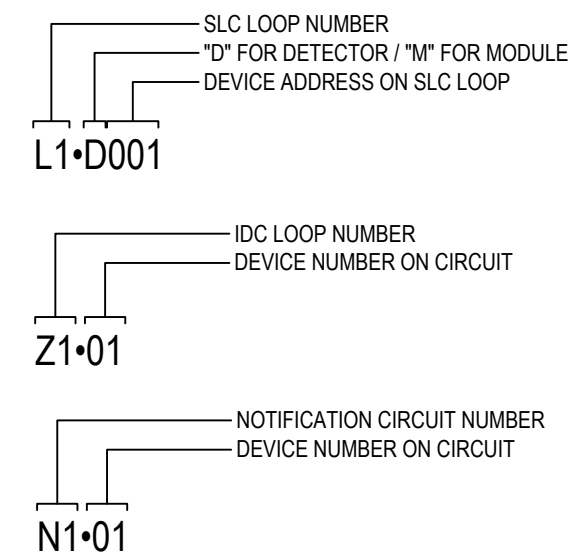 SLC LOOP NUMBER
"D" FOR DETECTOR / "M" FOR MODULE
DEVICE ADDRESS ON SLC LOOP
L1•D001
IDC LOOP NUMBER
DEVICE NUMBER ON CIRCUIT
Z1•01
NOTIFICATION CIRCUIT NUMBER
DEVICE NUMBER ON CIRCUIT
N1•01